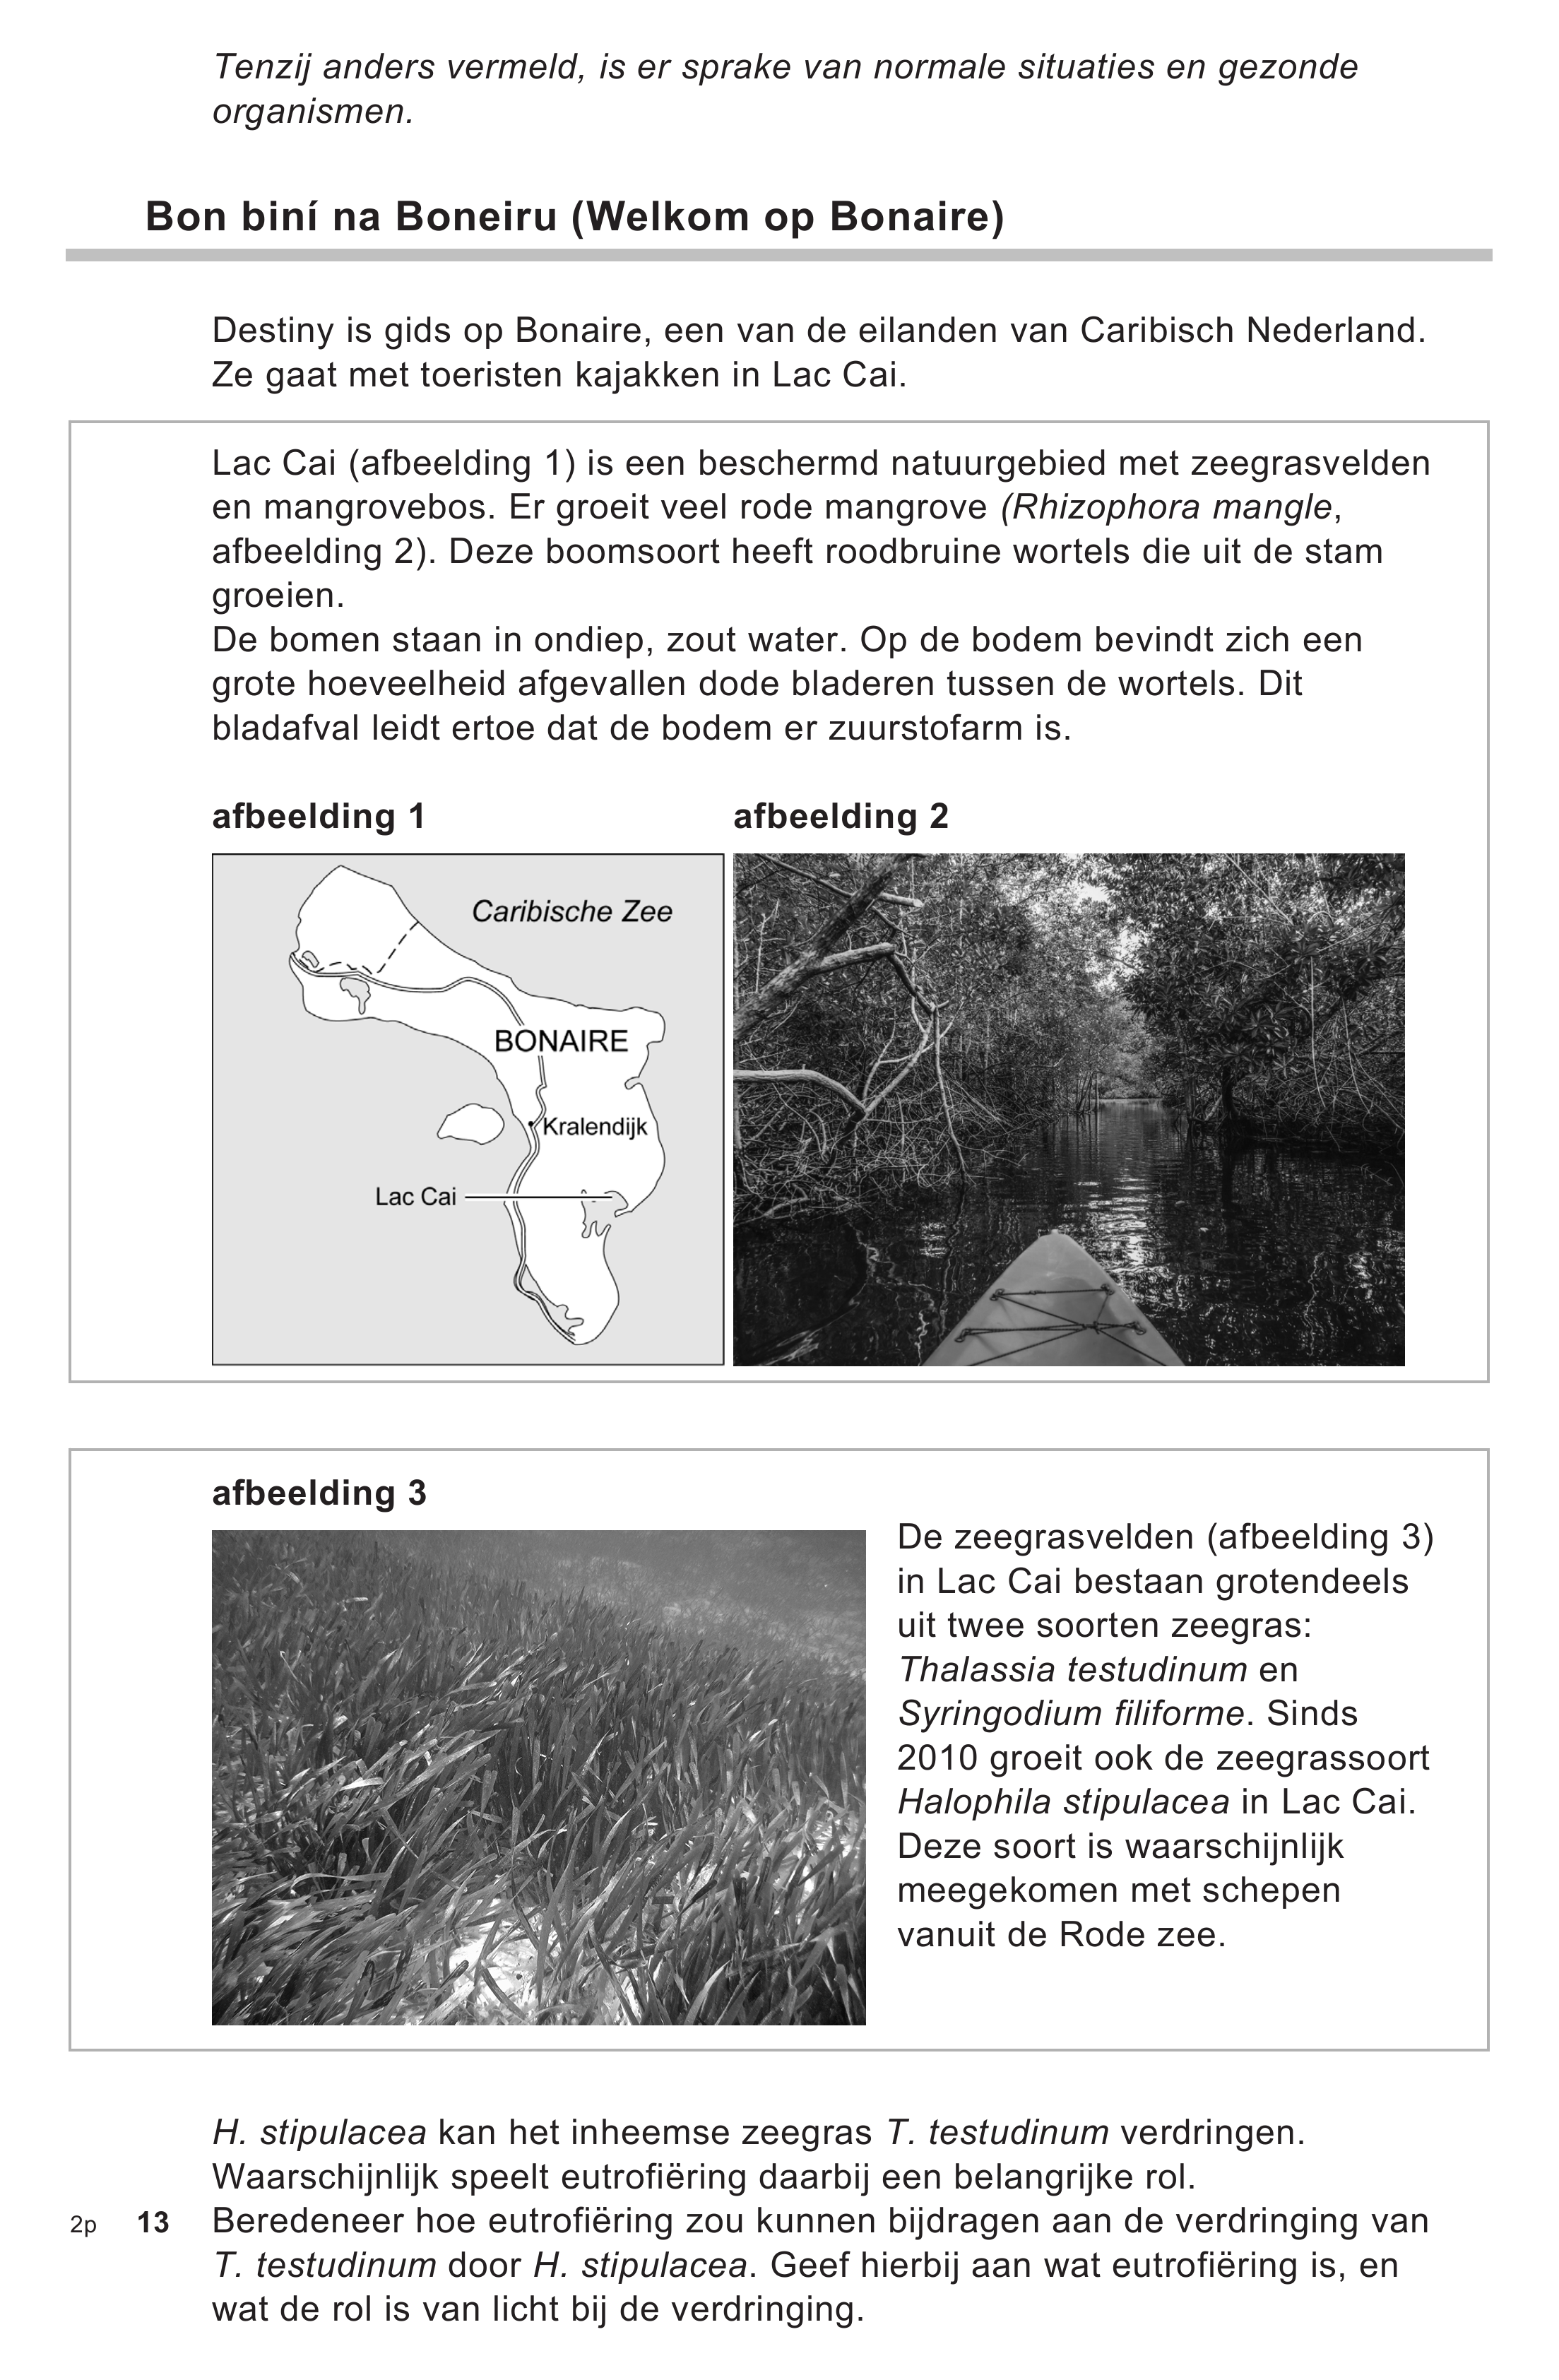 Tenzij anders vermeld, is er sprake van normale situaties en gezonde
organismen.
Bon biní na Boneiru (Welkom op Bonaire)
Destiny is gids op Bonaire, een van de eilanden van Caribisch Nederland.
Ze gaat met toeristen kajakken in Lac Cai.
Lac Cai (afbeelding 1) is een beschermd natuurgebied met zeegrasvelden
en mangrovebos. Er groeit veel rode mangrove (Rhizophora mangle,
afbeelding 2). Deze boomsoort heeft roodbruine wortels die uit de stam
groeien.
De bomen staan in ondiep, zout water. Op de bodem bevindt zich een
grote hoeveelheid afgevallen dode bladeren tussen de wortels. Dit
bladafval leidt ertoe dat de bodem er zuurstofarm is.
afbeelding 1
afbeelding 2
Caribische Zee
BONAIRE
Kralendijk
Lac Cai
afbeelding 3
De zeegrasvelden (afbeelding 3)
in Lac Cai bestaan grotendeels
uit twee soorten zeegras:
Thalassia testudinum en
Syringodium filiforme. Sinds
2010 groeit ook de zeegrassoort
Halophila stipulacea in Lac Cai.
Deze soort is waarschijnlijk
meegekomen met schepen
vanuit de Rode zee.
H. stipulacea kan het inheemse zeegras T. testudinum verdringen.
Waarschijnlijk speelt eutrofiëring daarbij een belangrijke rol.
2p 13 Beredeneer hoe eutrofiëring zou kunnen bijdragen aan de verdringing van
T. testudinum door H. stipulacea. Geef hierbij aan wat eutrofiëring is, en
wat de rol is van licht bij de verdringing.